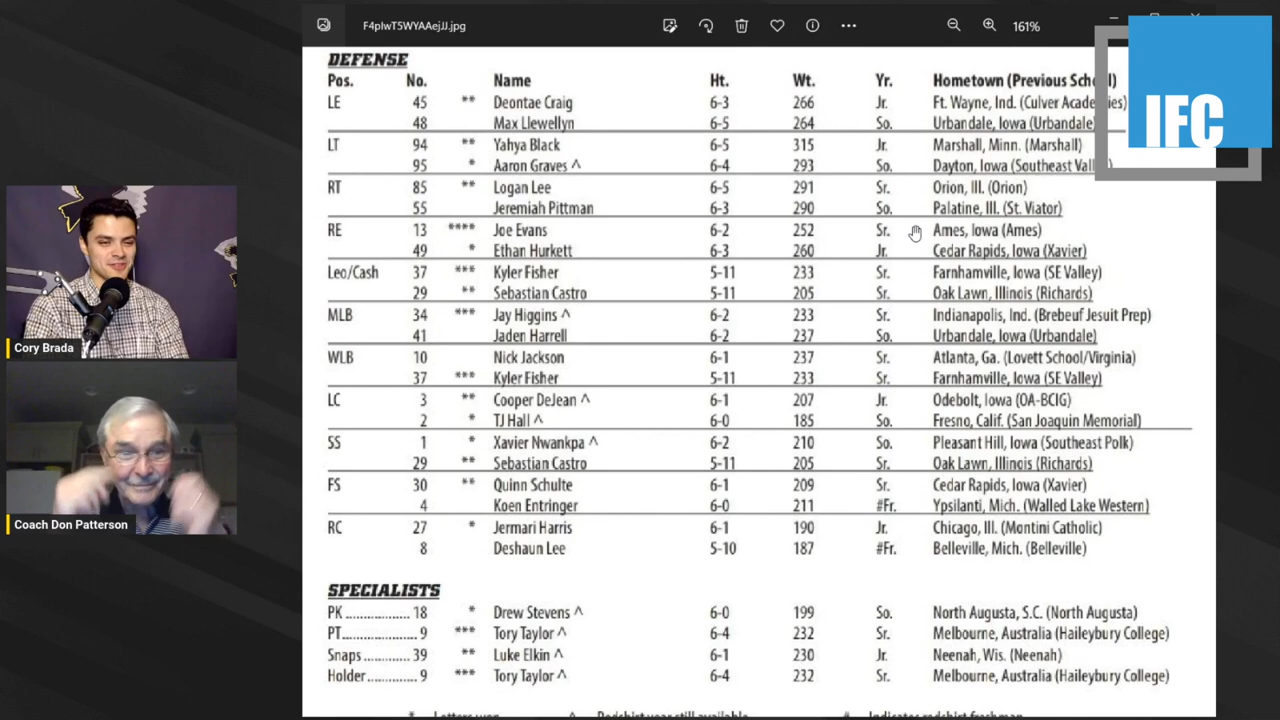 F4plwT5WYAAejJJ.jpg
161%
IFC
DEFENSE
Pos. No. Name Ht. Wt. Yr. Hometown (Previous School)
LE 45 ** Deontae Craig 6-3 266 Jr. Ft. Wayne, Ind. (Culver Academies)
48 Max Llewellyn 6-5 264 So. Urbandale, Iowa (Urbandale)
LT 94 ** Yahya Black 6-5 315 Jr. Marshall, Minn. (Marshall)
95 * Aaron Graves ^ 6-4 293 So. Dayton, Iowa (Southeast Valley)
RT 85 ** Logan Lee 6-5 291 Sr. Orion, Ill. (Orion)
55 Jeremiah Pittman 6-3 290 So. Palatine, Ill. (St. Viator)
RE 13 **** Joe Evans 6-2 252 Sr. Ames, Iowa (Ames)
49 * Ethan Hurkett 6-3 260 Jr. Cedar Rapids, Iowa (Xavier)
Leo/Cash 37 *** Kyler Fisher 5-11 233 Sr. Farnhamville, Iowa (SE Valley)
29 ** Sebastian Castro 5-11 205 Sr. Oak Lawn, Illinois (Richards)
MLB 34 *** Jay Higgins ^ 6-2 233 Sr. Indianapolis, Ind. (Brebeuf Jesuit Prep)
41 Jaden Harrell 6-2 237 So. Urbandale, Iowa (Urbandale)
WLB 10 Nick Jackson 6-1 237 Sr. Atlanta, Ga. (Lovett School/Virginia)
37 *** Kyler Fisher 5-11 233 Sr. Farnhamville, Iowa (SE Valley)
LC 3 ** Cooper DeJean ^ 6-1 207 Jr. Odebolt, Iowa (OA-BCIG)
2 * TJ Hall ^ 6-0 185 So. Fresno, Calif. (San Joaquin Memorial)
SS 1 * Xavier Nwankpa ^ 6-2 210 So. Pleasant Hill, Iowa (Southeast Polk)
29 ** Sebastian Castro 5-11 205 Sr. Oak Lawn, Illinois (Richards)
FS 30 ** Quinn Schulte 6-1 209 Sr. Cedar Rapids, Iowa (Xavier)
4 Koen Entringer 6-0 211 #Fr. Ypsilanti, Mich. (Walled Lake Western)
RC 27 * Jermari Harris 6-1 190 Jr. Chicago, Ill. (Montini Catholic)
8 Deshaun Lee 5-10 187 #Fr. Belleville, Mich. (Belleville)
SPECIALISTS
PK............... 18 * Drew Stevens ^ 6-0 199 So. North Augusta, S.C. (North Augusta)
PT................. 9 *** Tory Taylor ^ 6-4 232 Sr. Melbourne, Australia (Haileybury College)
Snaps .......... 39 ** Luke Elkin ^ 6-1 230 Jr. Neenah, Wis. (Neenah)
Holder............ 9 *** Tory Taylor ^ 6-4 232 Sr. Melbourne, Australia (Haileybury College)
* Letters won ^ Redshirt year still available # Indicates redshirt freshman
Cory Brada
Coach Don Patterson